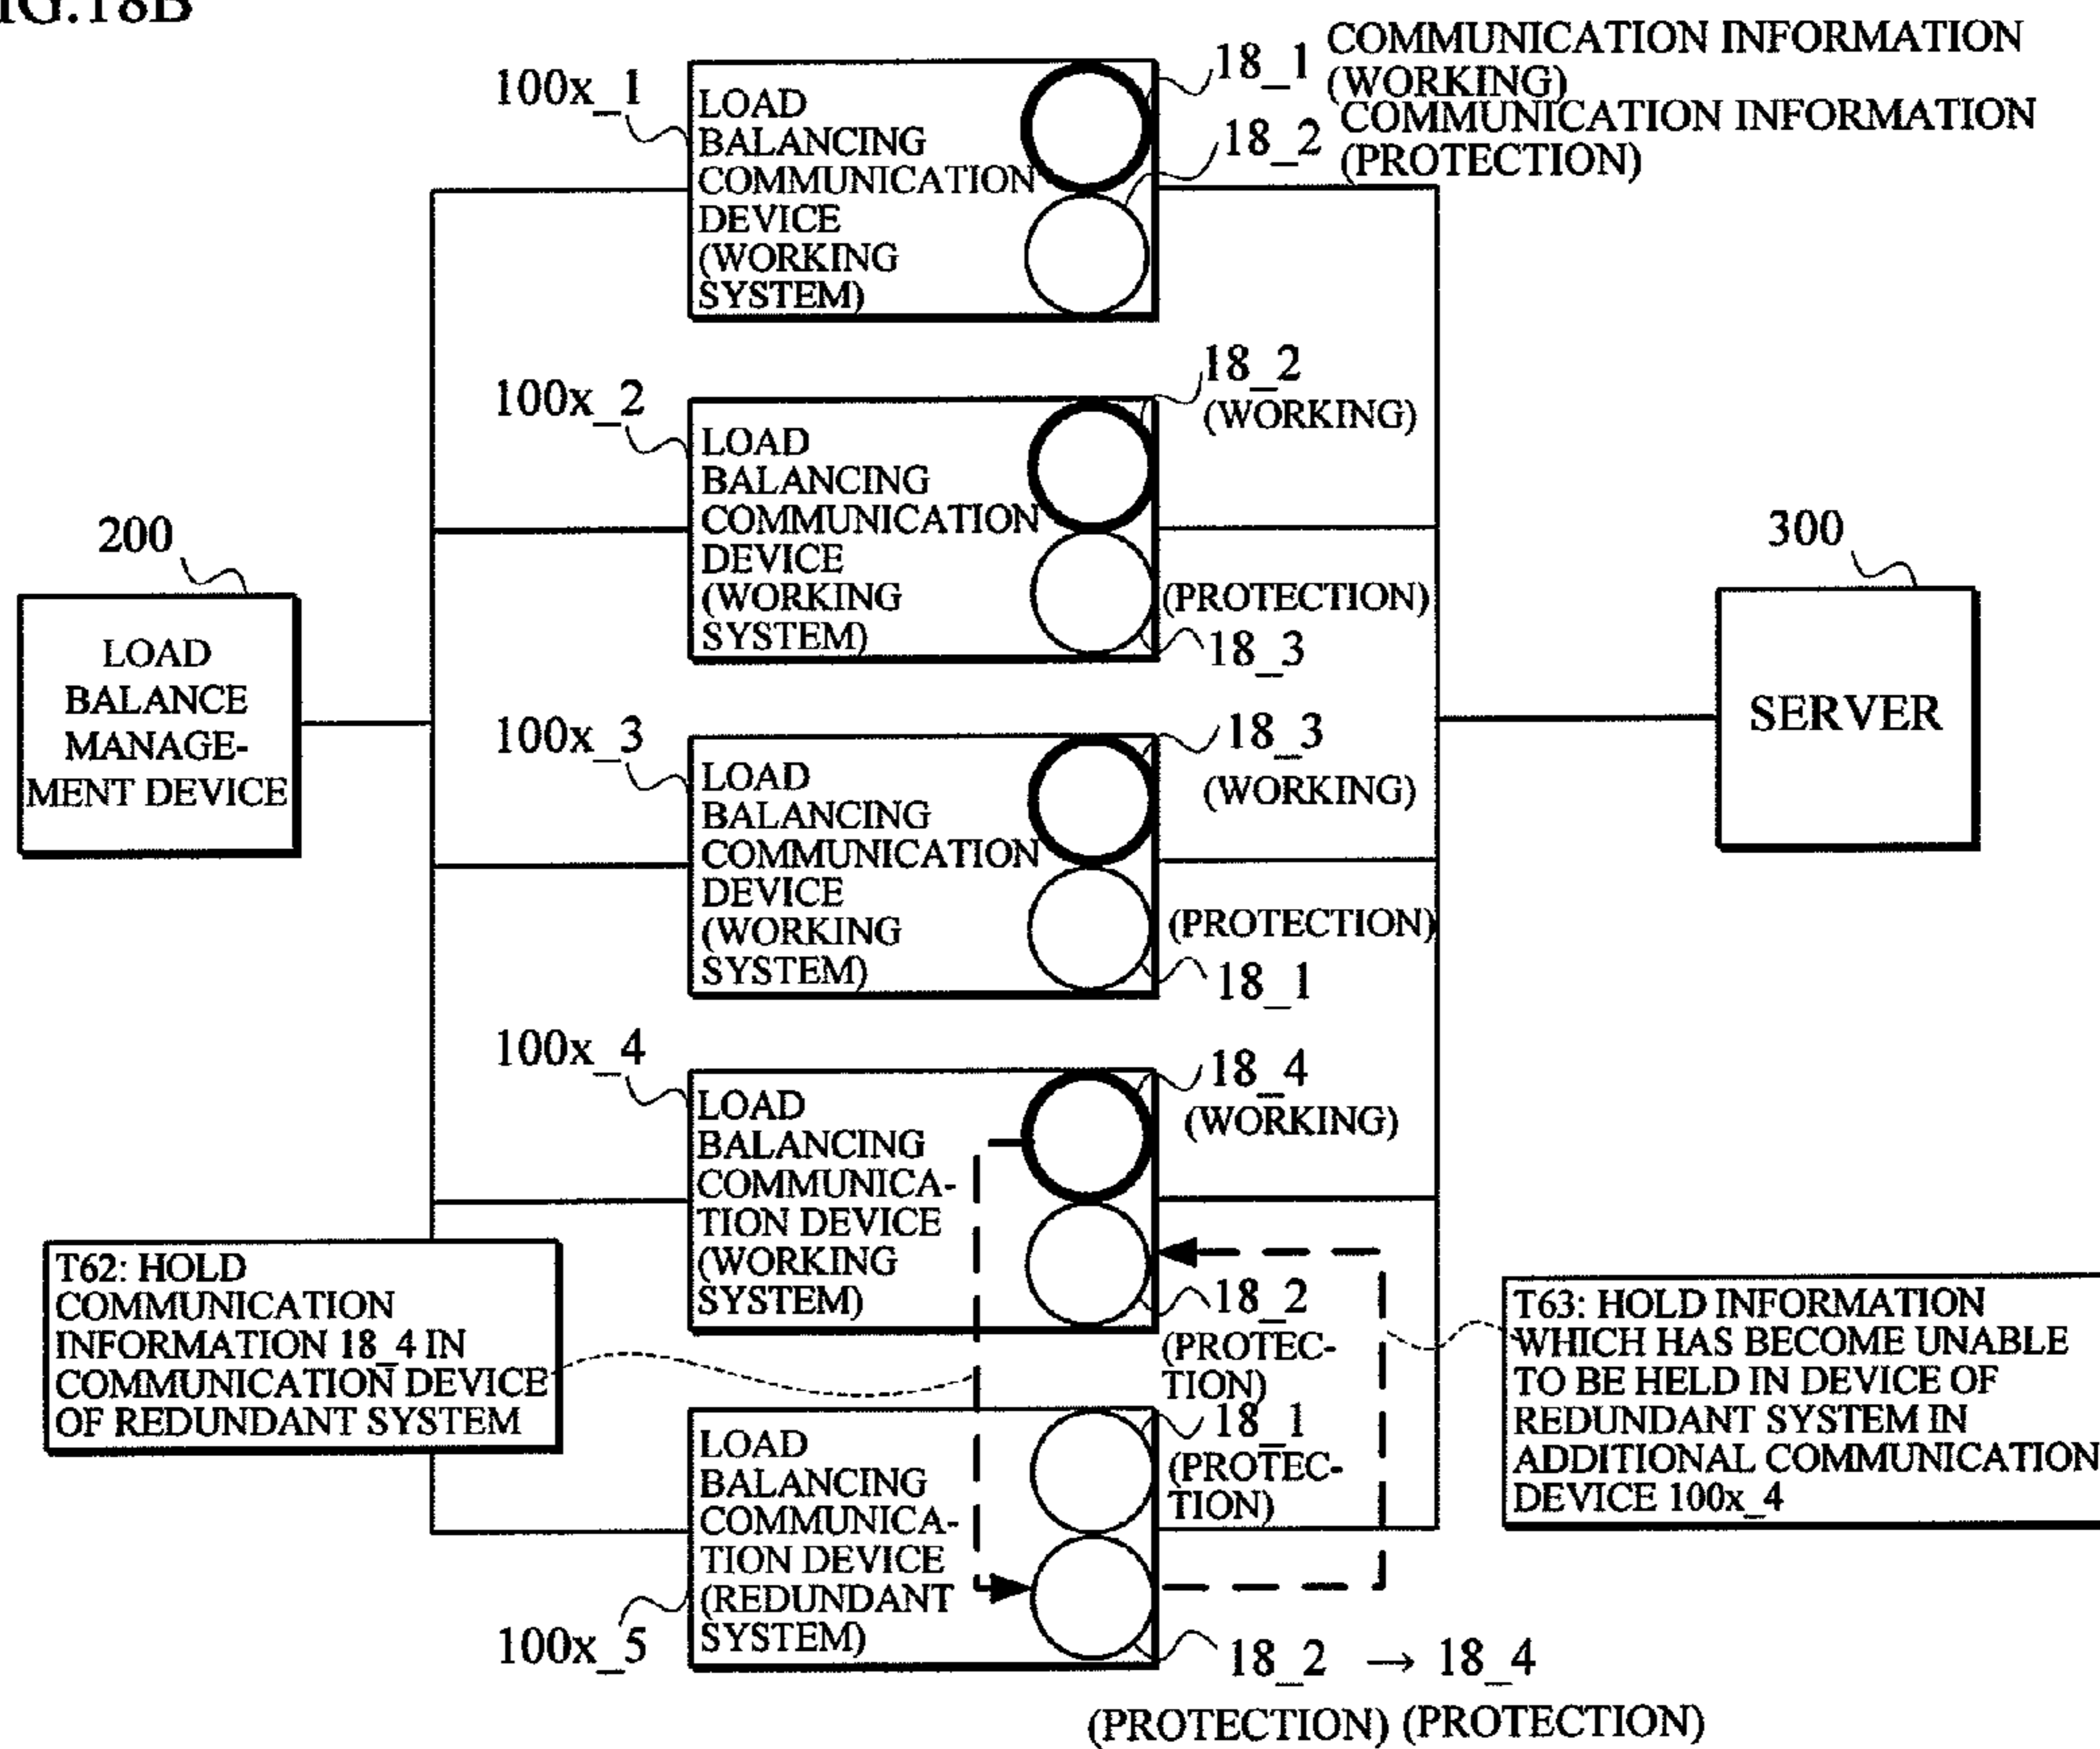 IG.18B
100x_1
LOAD
BALANCING
COMMUNICATION
DEVICE
(WORKING
SYSTEM)
18_1 COMMUNICATION INFORMATION
(WORKING)
18_2 COMMUNICATION INFORMATION
(PROTECTION)
100x_2
LOAD
BALANCING
COMMUNICATION
DEVICE
(WORKING
SYSTEM)
18_2
(WORKING)
(PROTECTION)
18_3
200
LOAD
BALANCE
MANAGE-
MENT DEVICE
300
SERVER
100x_3
LOAD
BALANCING
COMMUNICATION
DEVICE
(WORKING
SYSTEM)
18_3
(WORKING)
(PROTECTION)
18_1
100x_4
LOAD
BALANCING
COMMUNICA-
TION DEVICE
(WORKING
SYSTEM)
18_4
(WORKING)
18_2
(PROTEC-
TION)
T62: HOLD
COMMUNICATION
INFORMATION 18_4 IN
COMMUNICATION DEVICE
OF REDUNDANT SYSTEM
T63: HOLD INFORMATION
WHICH HAS BECOME UNABLE
TO BE HELD IN DEVICE OF
REDUNDANT SYSTEM IN
ADDITIONAL COMMUNICATION
DEVICE 100x_4
100x_5
LOAD
BALANCING
COMMUNICA-
TION DEVICE
(REDUNDANT
SYSTEM)
18_1
(PROTEC-
TION)
18_2 → 18_4
(PROTECTION) (PROTECTION)